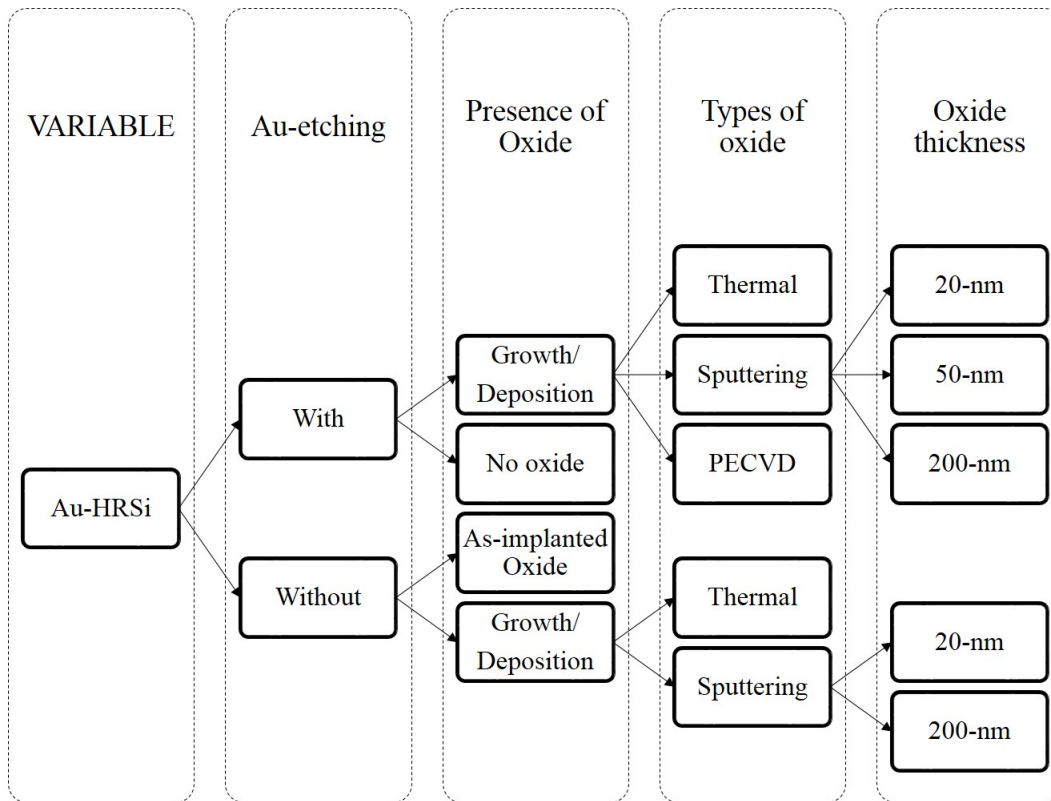 VARIABLE
Au-etching
Presence of
Oxide
Types of
oxide
Oxide
thickness
Au-HRSi
With
Without
Growth/
Deposition
No oxide
As-implanted
Oxide
Growth/
Deposition
Thermal
Sputtering
PECVD
Thermal
Sputtering
20-nm
50-nm
200-nm
20-nm
200-nm